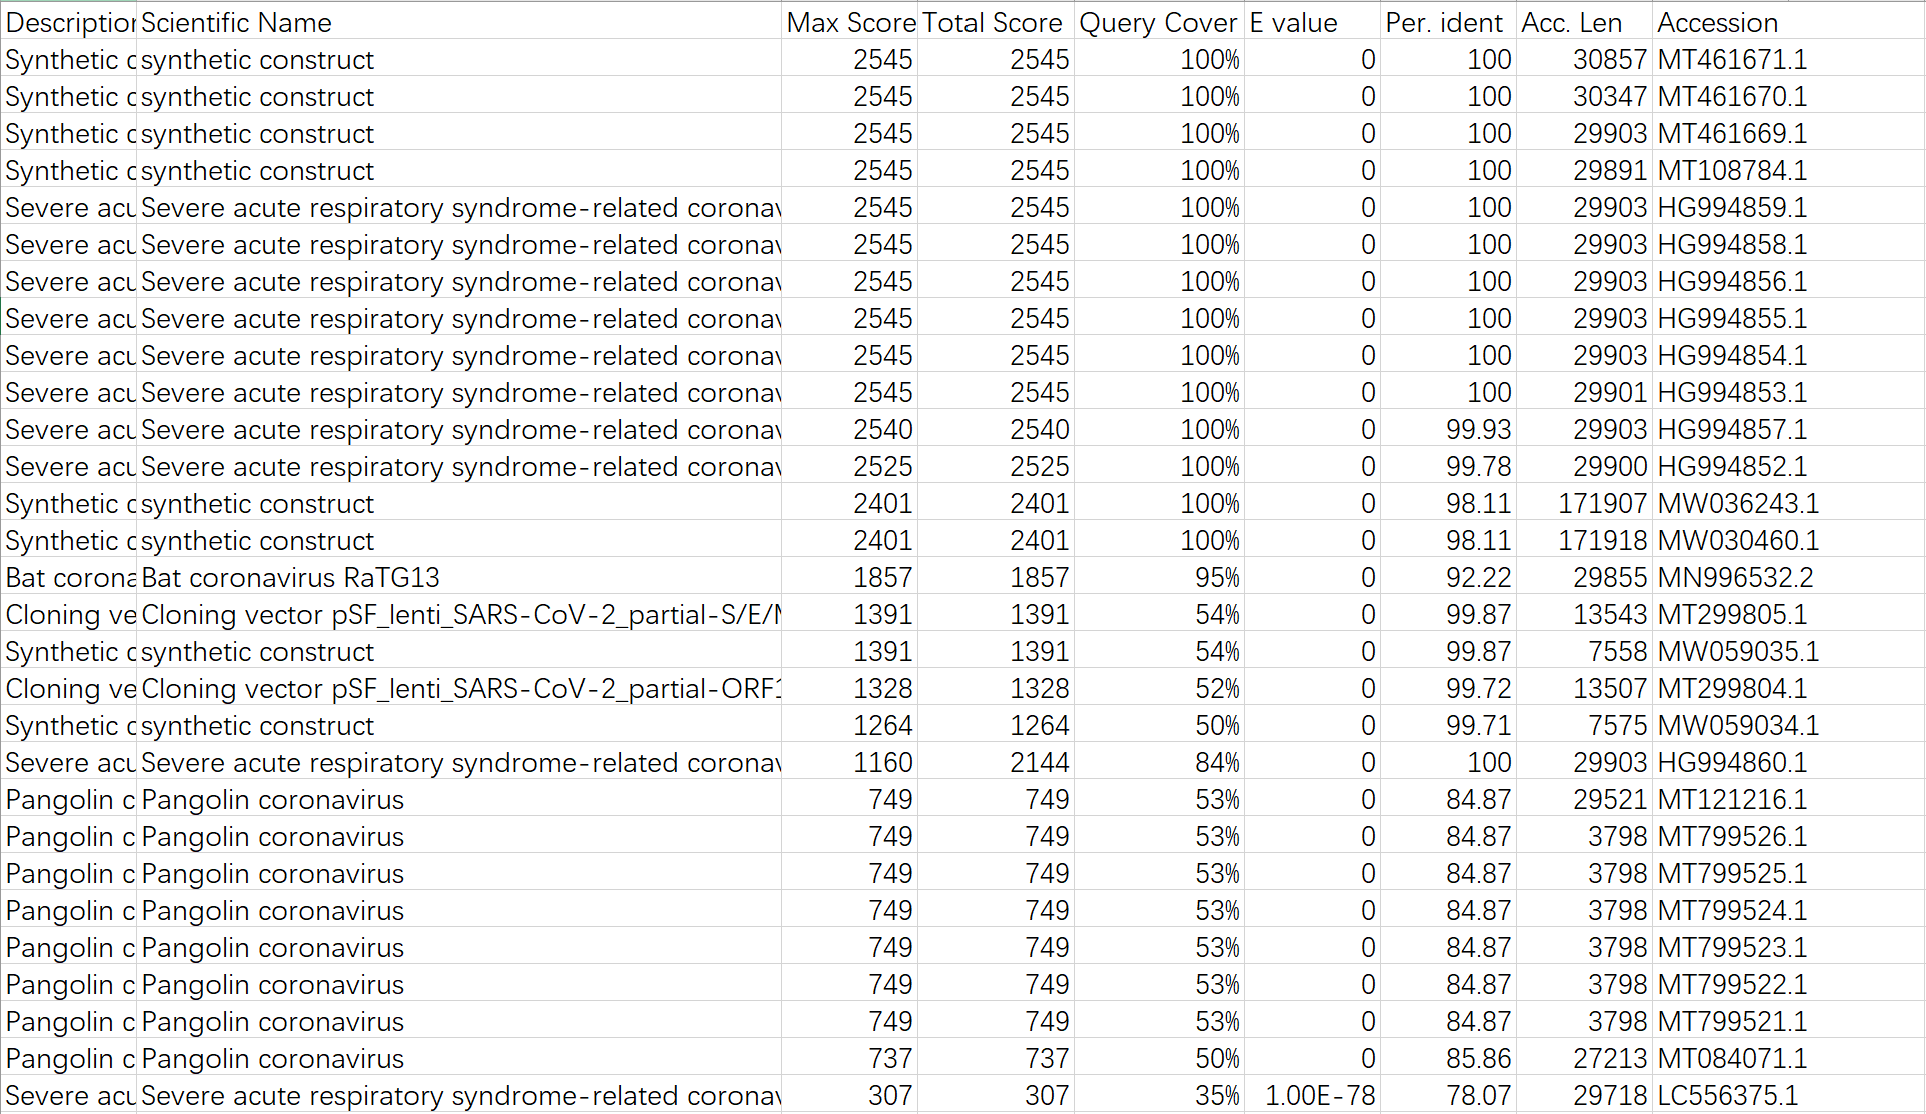 Description Scientific Name Max Score Total Score Query Cover E value Per. ident Acc. Len Accession
Synthetic c synthetic construct 2545 2545 100% 0 100 30857 MT461671.1
Synthetic c synthetic construct 2545 2545 100% 0 100 30347 MT461670.1
Synthetic c synthetic construct 2545 2545 100% 0 100 29903 MT461669.1
Synthetic c synthetic construct 2545 2545 100% 0 100 29891 MT108784.1
Severe acu Severe acute respiratory syndrome-related coronav 2545 2545 100% 0 100 29903 HG994859.1
Severe acu Severe acute respiratory syndrome-related coronav 2545 2545 100% 0 100 29903 HG994858.1
Severe acu Severe acute respiratory syndrome-related coronav 2545 2545 100% 0 100 29903 HG994856.1
Severe acu Severe acute respiratory syndrome-related coronav 2545 2545 100% 0 100 29903 HG994855.1
Severe acu Severe acute respiratory syndrome-related coronav 2545 2545 100% 0 100 29903 HG994854.1
Severe acu Severe acute respiratory syndrome-related coronav 2545 2545 100% 0 100 29901 HG994853.1
Severe acu Severe acute respiratory syndrome-related coronav 2540 2540 100% 0 99.93 29903 HG994857.1
Severe acu Severe acute respiratory syndrome-related coronav 2525 2525 100% 0 99.78 29900 HG994852.1
Synthetic c synthetic construct 2401 2401 100% 0 98.11 171907 MW036243.1
Synthetic c synthetic construct 2401 2401 100% 0 98.11 171918 MW030460.1
Bat corona Bat coronavirus RaTG13 1857 1857 95% 0 92.22 29855 MN996532.2
Cloning ve Cloning vector pSF_lenti_SARS-CoV-2_partial-S/E/M 1391 1391 54% 0 99.87 13543 MT299805.1
Synthetic c synthetic construct 1391 1391 54% 0 99.87 7558 MW059035.1
Cloning ve Cloning vector pSF_lenti_SARS-CoV-2_partial-ORF1 1328 1328 52% 0 99.72 13507 MT299804.1
Synthetic c synthetic construct 1264 1264 50% 0 99.71 7575 MW059034.1
Severe acu Severe acute respiratory syndrome-related coronav 1160 2144 84% 0 100 29903 HG994860.1
Pangolin c Pangolin coronavirus 749 749 53% 0 84.87 29521 MT121216.1
Pangolin c Pangolin coronavirus 749 749 53% 0 84.87 3798 MT799526.1
Pangolin c Pangolin coronavirus 749 749 53% 0 84.87 3798 MT799525.1
Pangolin c Pangolin coronavirus 749 749 53% 0 84.87 3798 MT799524.1
Pangolin c Pangolin coronavirus 749 749 53% 0 84.87 3798 MT799523.1
Pangolin c Pangolin coronavirus 749 749 53% 0 84.87 3798 MT799522.1
Pangolin c Pangolin coronavirus 749 749 53% 0 84.87 3798 MT799521.1
Pangolin c Pangolin coronavirus 737 737 50% 0 85.86 27213 MT084071.1
Severe acu Severe acute respiratory syndrome-related coronav 307 307 35% 1.00E-78 78.07 29718 LC556375.1